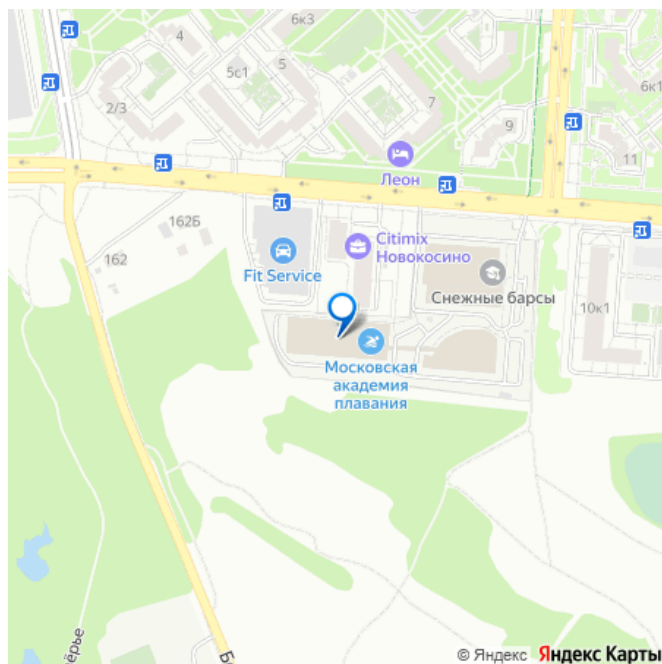 6к3
4
5
5с1
6к1
2/3
7
9
11
Леон
162Б
Citimix
Новокосино
162
Fit Service
Снежные барсы
10к1
Московская
академия
плавания
ёрье
Б
© Яндекс Яндекс Карты